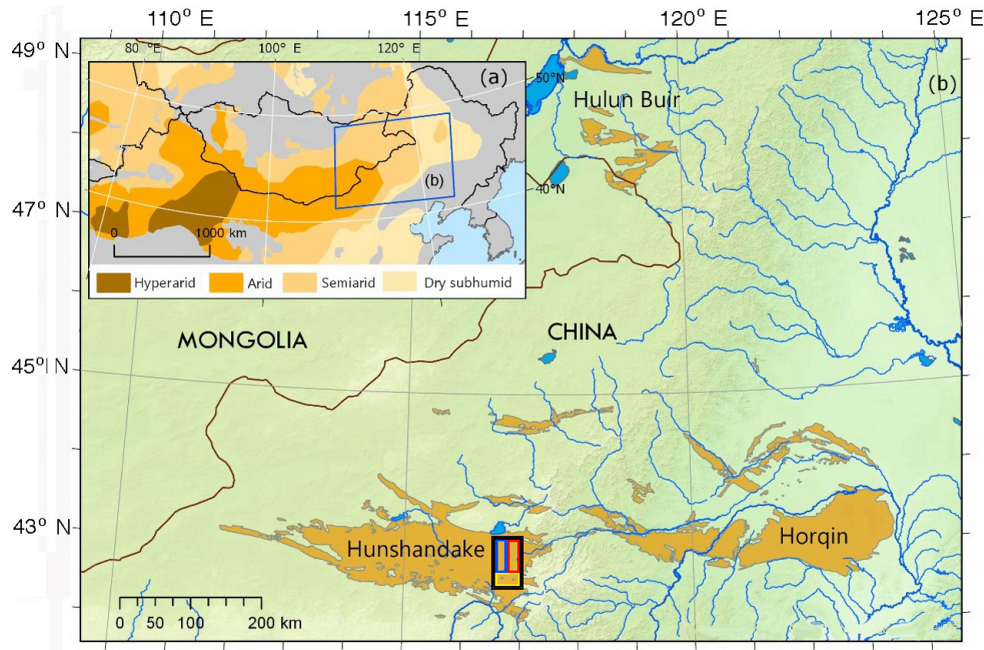 110° E 115° E 120° E 125° E
49° N
80 °E 100° E 120° E
(a)
50°N
(b)
Hulun Buir
(b)
40°N
47° N
0 1000 km
Hyperarid Arid Semiarid Dry subhumid
MONGOLIA
CHINA
45° N
43° N
Hunshandake
Horqin
0 50 100 200 km